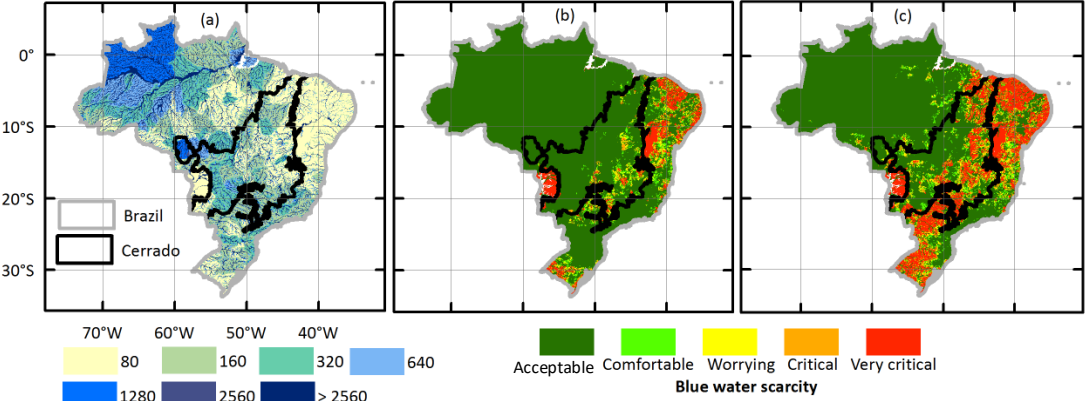 (a)
(b)
(c)
0°
10°S
20°S
30°S
Brazil
Cerrado
70°W 60°W 50°W 40°W
80 160 320 640
1280 2560 > 2560
Acceptable Comfortable Worrying Critical Very critical
Blue water scarcity